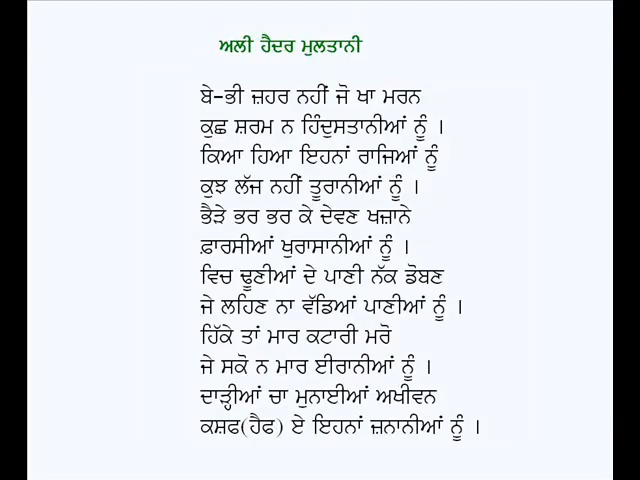 ਅਲੀ ਹੈਦਰ ਮੁਲਤਾਨੀ
ਬੇ-ਭੀ ਜ਼ਹਰ ਨਹੀਂ ਜੋ ਖਾ ਮਰਨ
ਕੁਛ ਸ਼ਰਮ ਨ ਹਿੰਦੁਸਤਾਨੀਆਂ ਨੂੰ ।
ਕਿਆ ਹਿਆ ਇਹਨਾਂ ਰਾਜਿਆਂ ਨੂੰ
ਕੁਝ ਲੱਜ ਨਹੀਂ ਤੂਰਾਨੀਆਂ ਨੂੰ ।
ਭੈੜੇ ਭਰ ਭਰ ਕੇ ਦੇਵਣ ਖਜ਼ਾਨੇ
ਫ਼ਾਰਸੀਆਂ ਖੁਰਾਸਾਨੀਆਂ ਨੂੰ ।
ਵਿਚ ਢੂਣੀਆਂ ਦੇ ਪਾਣੀ ਨੱਕ ਡੋਬਣ
ਜੇ ਲਹਿਣ ਨਾ ਵੱਡਿਆਂ ਪਾਣੀਆਂ ਨੂੰ ।
ਹਿੱਕੇ ਤਾਂ ਮਾਰ ਕਟਾਰੀ ਮਰੋ
ਜੇ ਸਕੋ ਨ ਮਾਰ ਈਰਾਨੀਆਂ ਨੂੰ ।
ਦਾੜ੍ਹੀਆਂ ਚਾ ਮੁਨਾਈਆਂ ਅਖੀਵਨ
ਕਸ਼ਫ(ਹੈਫ) ਏ ਇਹਨਾਂ ਜ਼ਨਾਨੀਆਂ ਨੂੰ ।